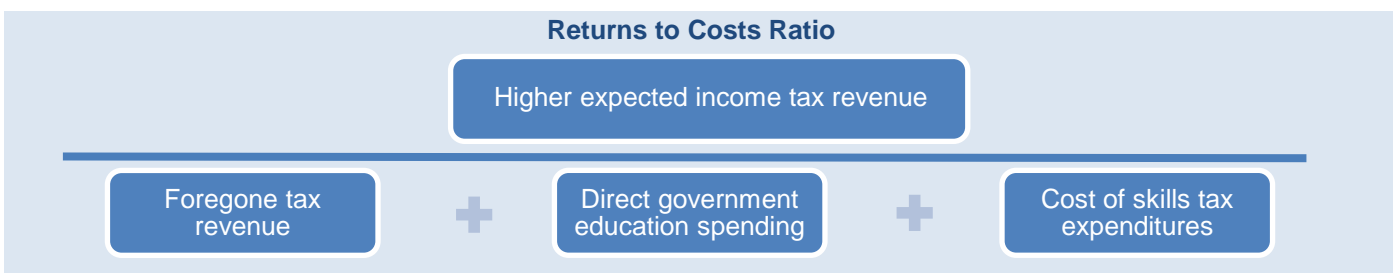 Returns to Costs Ratio
Higher expected income tax revenue
Foregone tax
revenue
Direct government
education spending
Cost of skills tax
expenditures